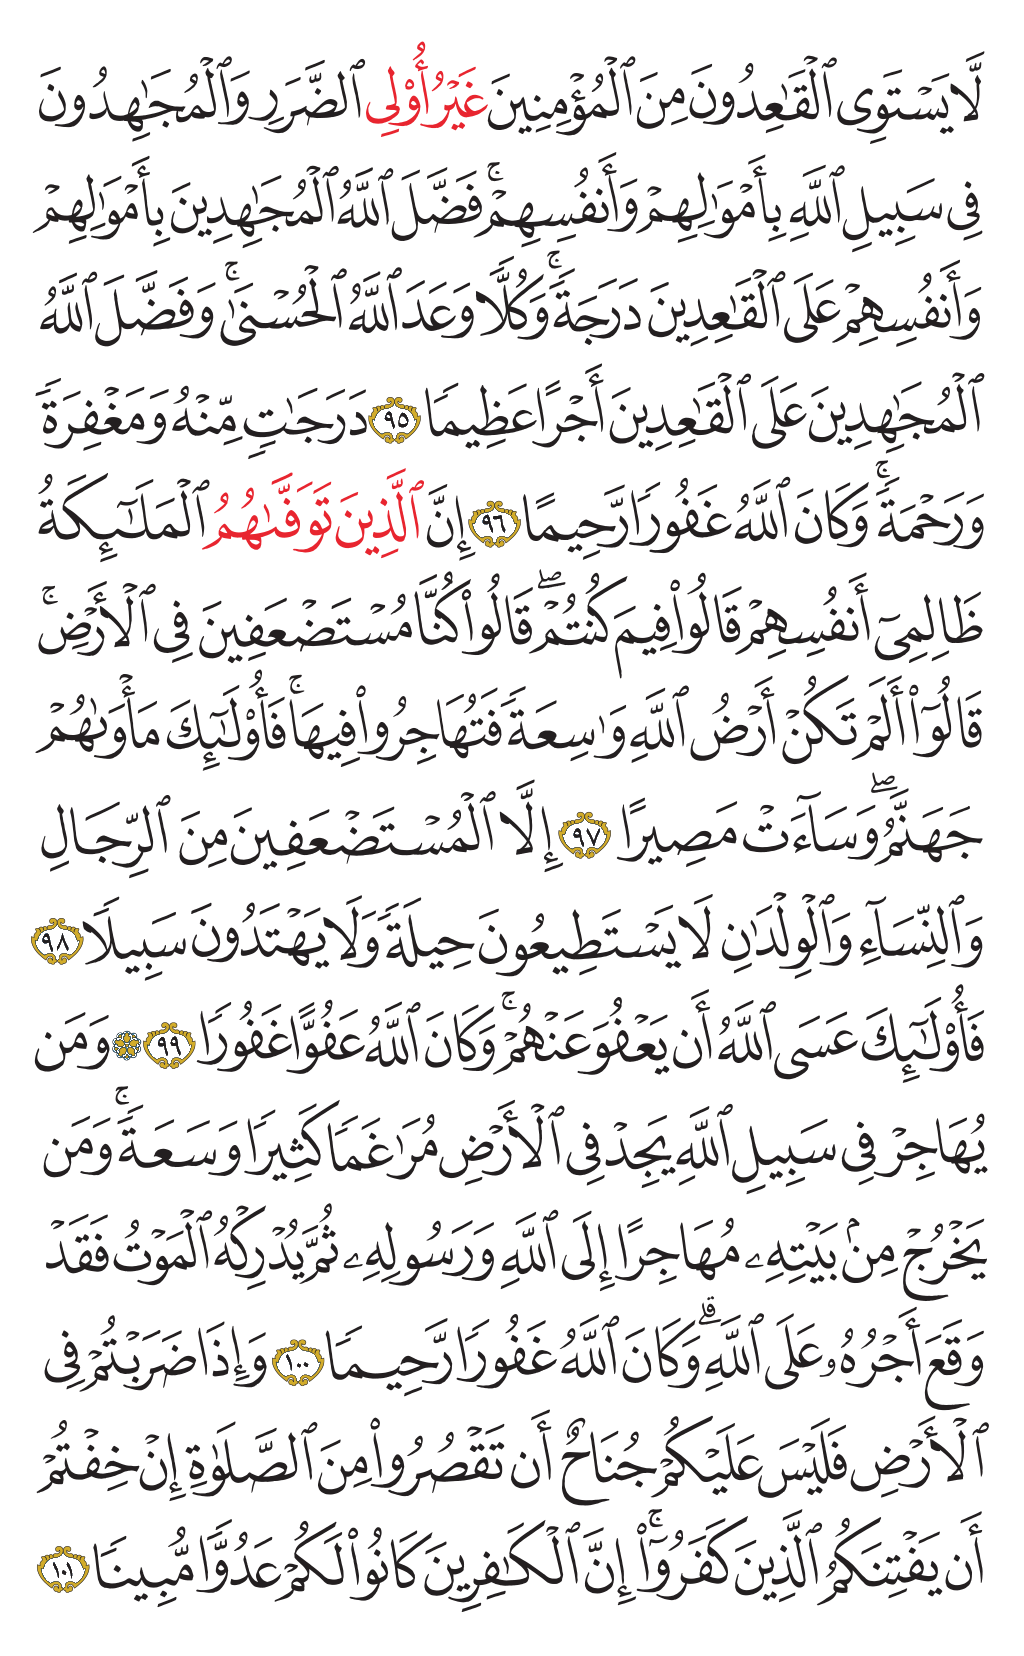 لَّا يَسْتَوِى ٱلْقَٰعِدُونَ مِنَ ٱلْمُؤْمِنِينَ غَيْرُ أُو۟لِى ٱلضَّرَرِ وَٱلْمُجَٰهِدُونَ
فِى سَبِيلِ ٱللَّهِ بِأَمْوَٰلِهِمْ وَأَنفُسِهِمْ ۚ فَضَّلَ ٱللَّهُ ٱلْمُجَٰهِدِينَ بِأَمْوَٰلِهِمْ
وَأَنفُسِهِمْ عَلَى ٱلْقَٰعِدِينَ دَرَجَةً ۚ وَكُلًّا وَعَدَ ٱللَّهُ ٱلْحُسْنَىٰ ۚ وَفَضَّلَ ٱللَّهُ
ٱلْمُجَٰهِدِينَ عَلَى ٱلْقَٰعِدِينَ أَجْرًا عَظِيمًا ٩٥ دَرَجَٰتٍ مِّنْهُ وَمَغْفِرَةً
وَرَحْمَةً ۚ وَكَانَ ٱللَّهُ غَفُورًا رَّحِيمًا ٩٦ إِنَّ ٱلَّذِينَ تَوَفَّىٰهُمُ ٱلْمَلَٰٓئِكَةُ
ظَالِمِىٓ أَنفُسِهِمْ قَالُوا۟ فِيمَ كُنتُمْ ۖ قَالُوا۟ كُنَّا مُسْتَضْعَفِينَ فِى ٱلْأَرْضِ ۚ
قَالُوٓا۟ أَلَمْ تَكُنْ أَرْضُ ٱللَّهِ وَٰسِعَةً فَتُهَاجِرُوا۟ فِيهَا ۚ فَأُو۟لَٰٓئِكَ مَأْوَىٰهُمْ
جَهَنَّمُ ۖ وَسَآءَتْ مَصِيرًا ٩٧ إِلَّا ٱلْمُسْتَضْعَفِينَ مِنَ ٱلرِّجَالِ
وَٱلنِّسَآءِ وَٱلْوِلْدَٰنِ لَا يَسْتَطِيعُونَ حِيلَةً وَلَا يَهْتَدُونَ سَبِيلًا ٩٨
فَأُو۟لَٰٓئِكَ عَسَى ٱللَّهُ أَن يَعْفُوَ عَنْهُمْ ۚ وَكَانَ ٱللَّهُ عَفُوًّا غَفُورًا ٩٩ ۞ وَمَن
يُهَاجِرْ فِى سَبِيلِ ٱللَّهِ يَجِدْ فِى ٱلْأَرْضِ مُرَٰغَمًا كَثِيرًا وَسَعَةً ۚ وَمَن
يَخْرُجْ مِنۢ بَيْتِهِۦ مُهَاجِرًا إِلَى ٱللَّهِ وَرَسُولِهِۦ ثُمَّ يُدْرِكْهُ ٱلْمَوْتُ فَقَدْ
وَقَعَ أَجْرُهُۥ عَلَى ٱللَّهِ ۗ وَكَانَ ٱللَّهُ غَفُورًا رَّحِيمًا ١٠٠ وَإِذَا ضَرَبْتُمْ فِى
ٱلْأَرْضِ فَلَيْسَ عَلَيْكُمْ جُنَاحٌ أَن تَقْصُرُوا۟ مِنَ ٱلصَّلَوٰةِ إِنْ خِفْتُمْ
أَن يَفْتِنَكُمُ ٱلَّذِينَ كَفَرُوٓا۟ ۚ إِنَّ ٱلْكَٰفِرِينَ كَانُوا۟ لَكُمْ عَدُوًّا مُّبِينًا ١٠١